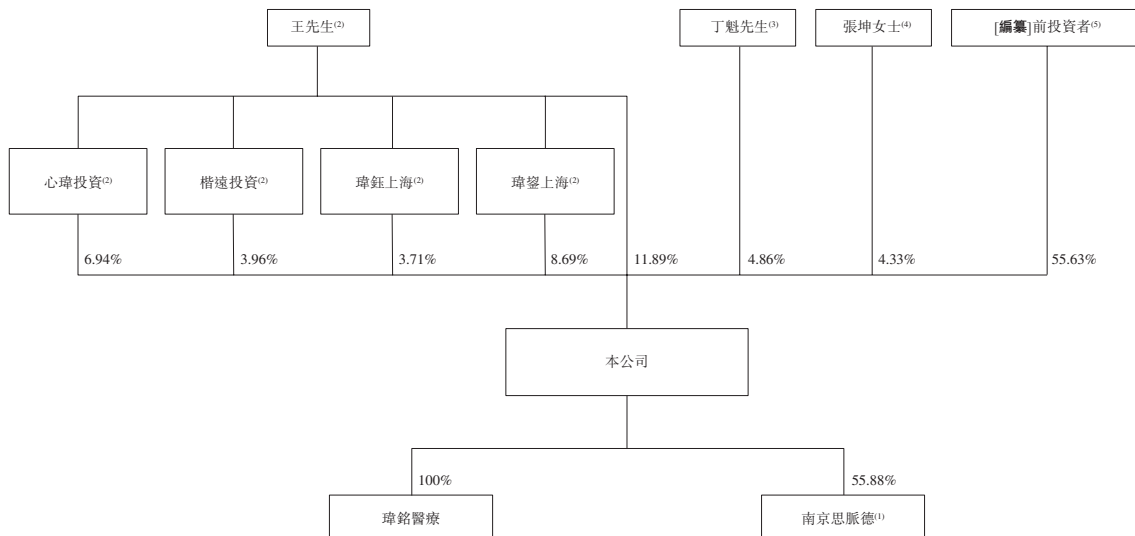 王先生(2)
丁魁先生(3)
張坤女士(4)
[編纂]前投資者(5)
心瑋投資(2)
楷遠投資(2)
瑋鈺上海(2)
瑋鋆上海(2)
6.94%
3.96%
3.71%
8.69%
11.89%
4.86%
4.33%
55.63%
本公司
100%
55.88%
瑋銘醫療
南京思脈德(1)